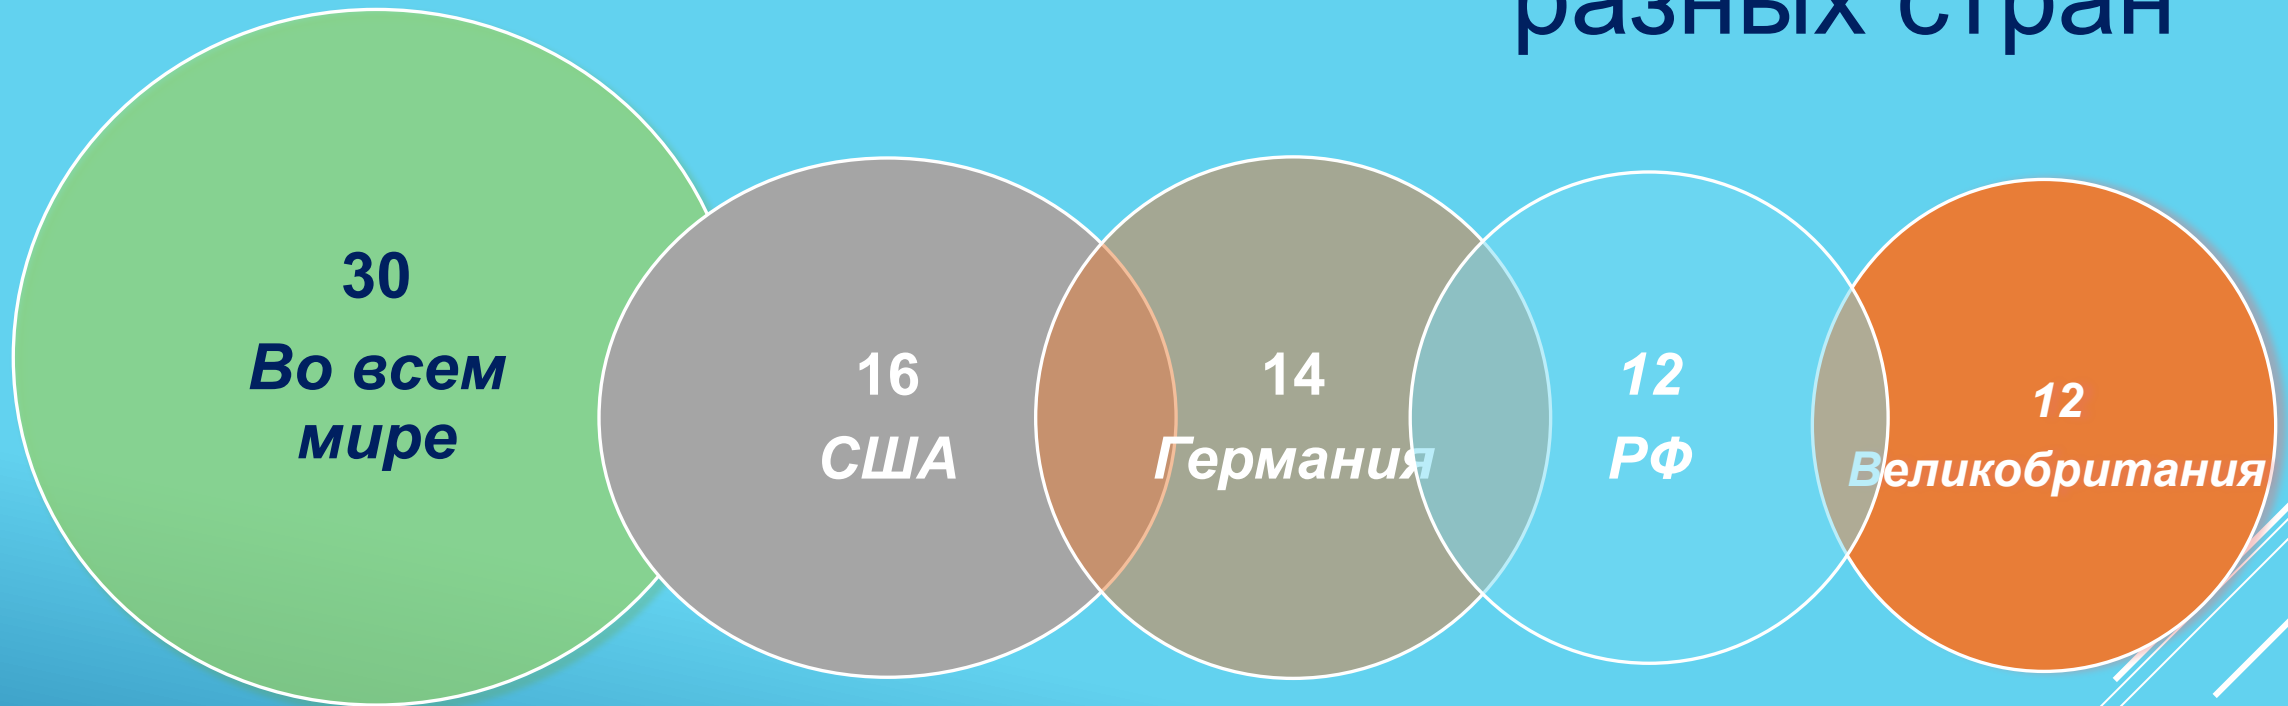 разных стран
30
Во всем
мире
16
США
14
Германия
12
РФ
12
Великобритания